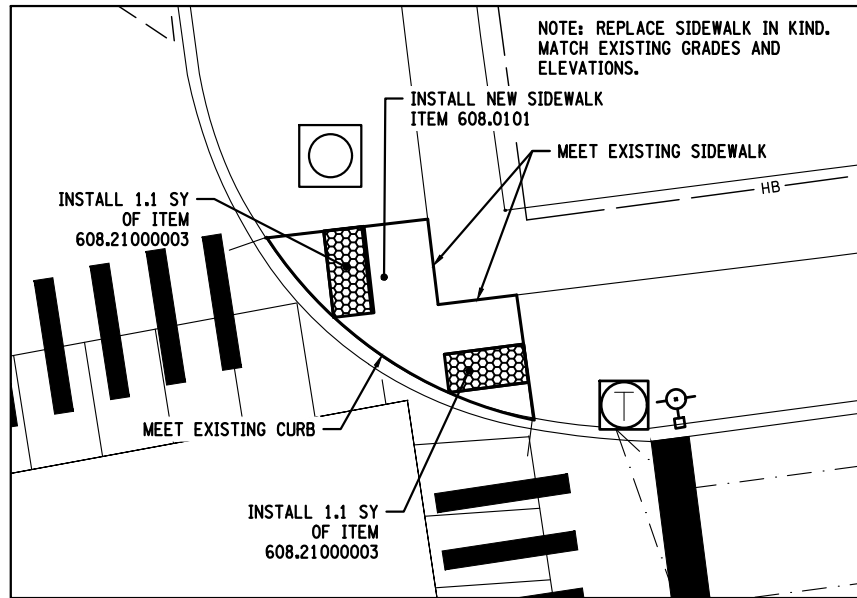 NOTE: REPLACE SIDEWALK IN KIND.
MATCH EXISTING GRADES AND
ELEVATIONS.
INSTALL NEW SIDEWALK
ITEM 608.0101
MEET EXISTING SIDEWALK
HB
INSTALL 1.1 SY
OF ITEM
608.21000003
MEET EXISTING CURB
T
INSTALL 1.1 SY
OF ITEM
608.21000003